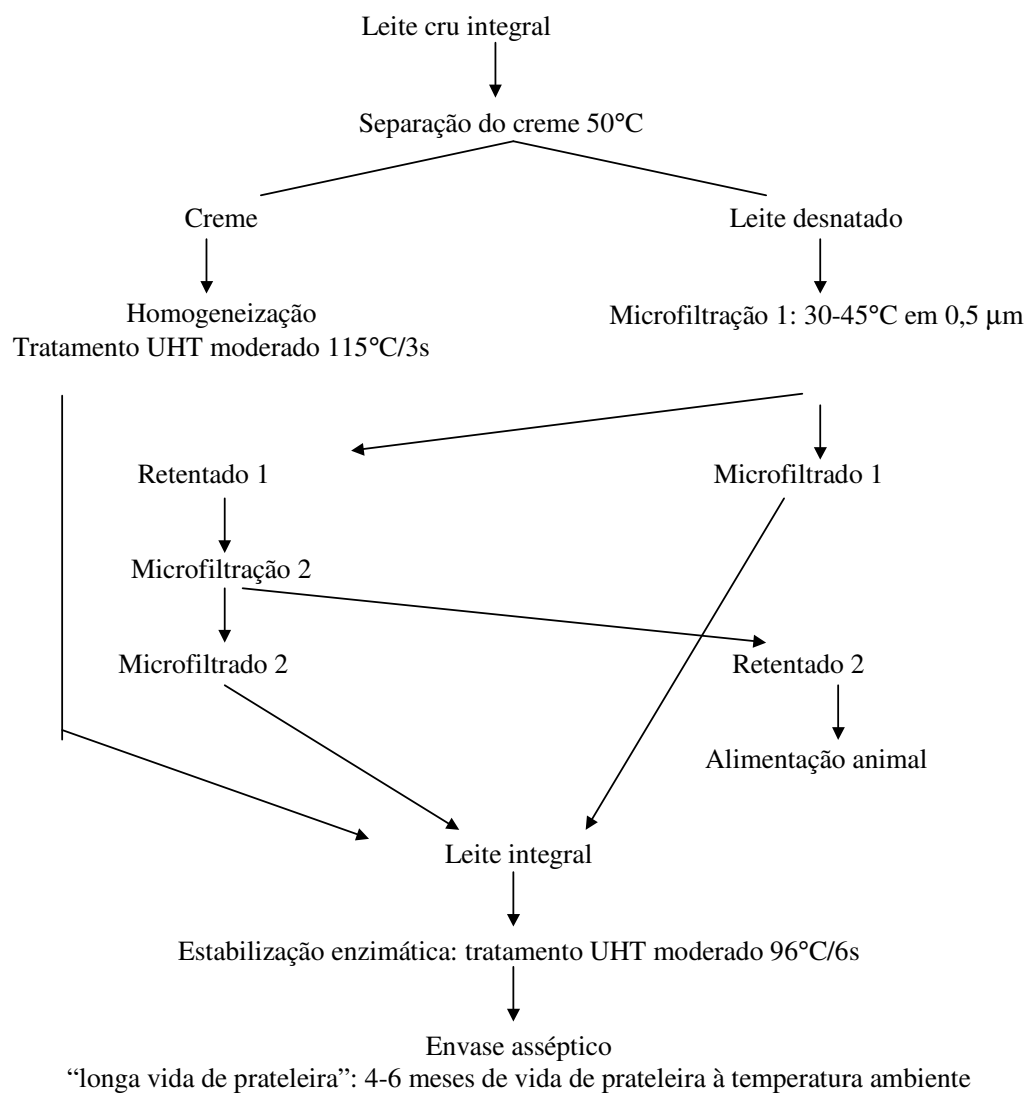 Leite cru integral
Separação do creme 50°C
Creme
Leite desnatado
Homogeneização
Tratamento UHT moderado 115°C/3s
Microfiltração 1: 30-45°C em 0,5 μm
Retentado 1
Microfiltrado 1
Microfiltração 2
Microfiltrado 2
Retentado 2
Alimentação animal
Leite integral
Estabilização enzimática: tratamento UHT moderado 96°C/6s
Envase asséptico
“longa vida de prateleira”: 4-6 meses de vida de prateleira à temperatura ambiente